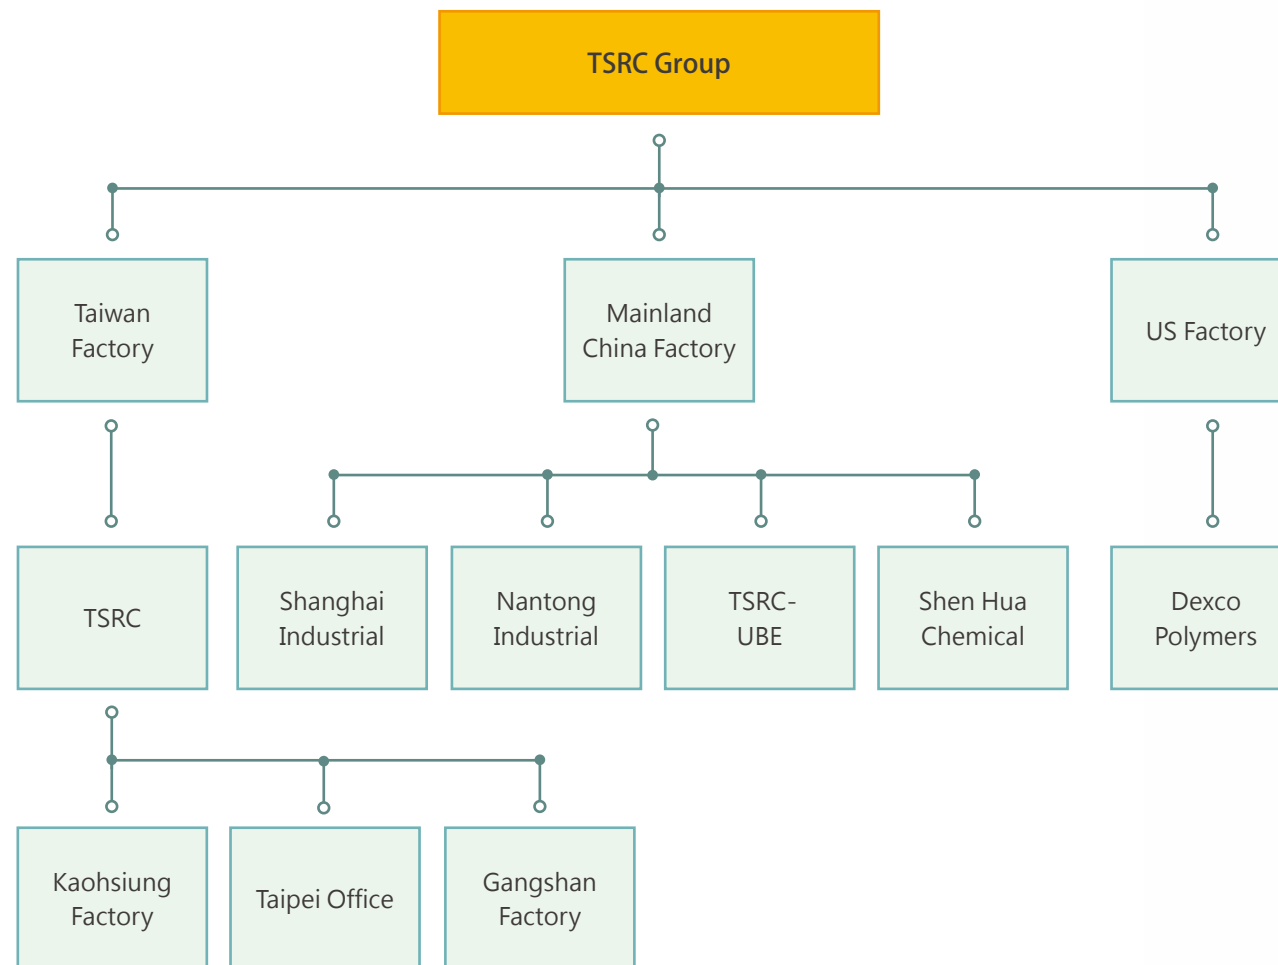 TSRC Group
Taiwan
Factory
Mainland
China Factory
US Factory
TSRC
Shanghai
Industrial
Nantong
Industrial
TSRC-
UBE
Shen Hua
Chemical
Dexco
Polymers
Kaohsiung
Factory
Taipei Office
Gangshan
Factory